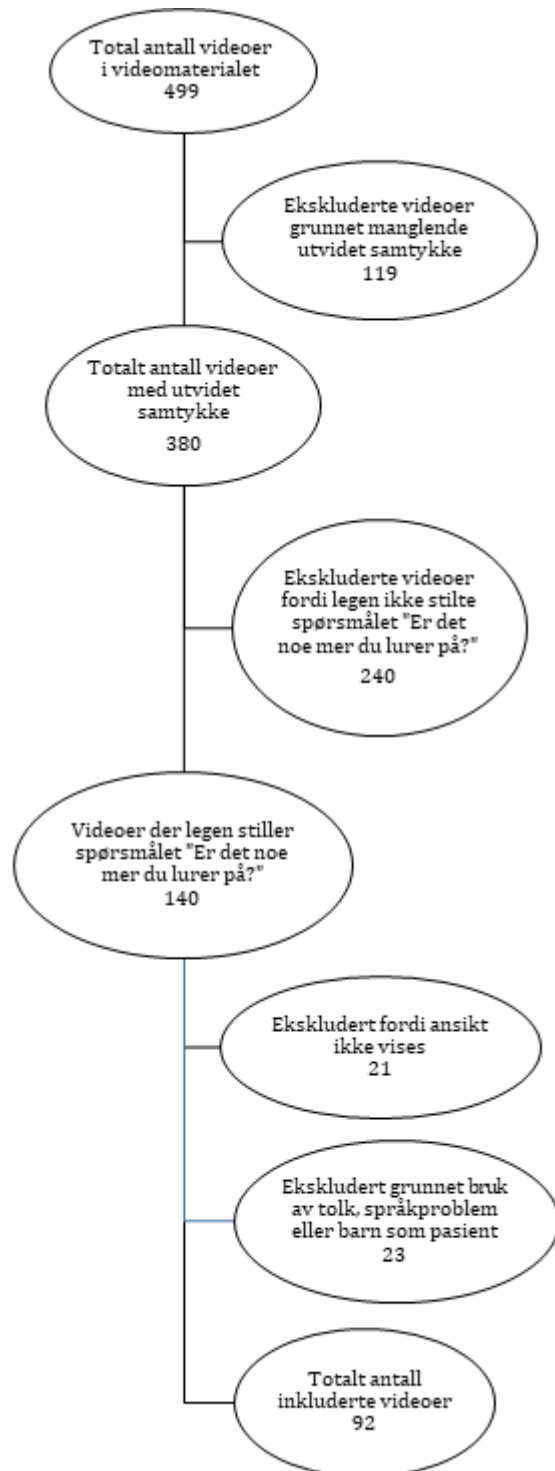 Total antall videoer
i videomaterialet
499
Ekskluderte videoer
grunnet manglende
utvidet samtykke
119
Totalt antall videoer
med utvidet
samtykke
380
Ekskluderte videoer
fordi legen ikke stilte
spørsmålet "Er det
noe mer du lurer på?"
240
Videoer der legen stiller
spørsmålet "Er det noe
mer du lurer på?"
140
Ekskludert fordi ansikt
ikke vises
21
Ekskludert grunnet bruk
av tolk, språkproblem
eller barn som pasient
23
Totalt antall
inkluderte videoer
92